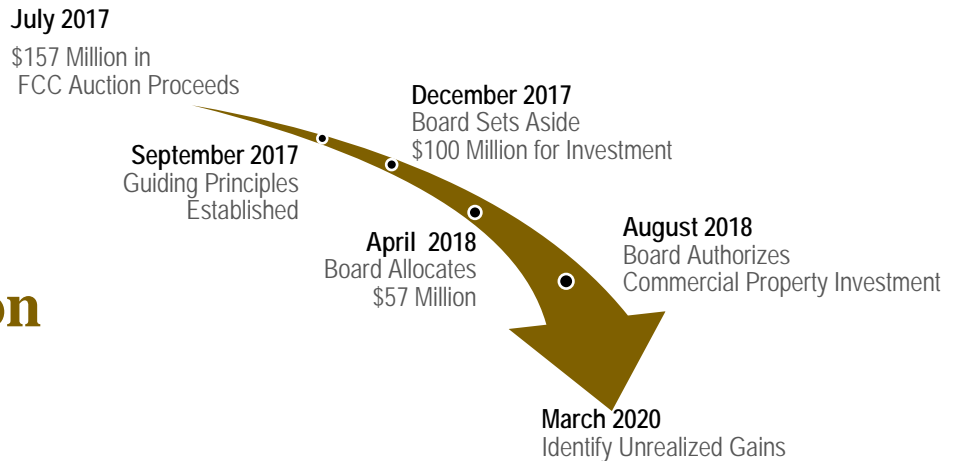 July 2017
$157 Million in
FCC Auction Proceeds
September 2017
Guiding Principles
Established
December 2017
Board Sets Aside
$100 Million for Investment
April 2018
Board Allocates
$57 Million
August 2018
Board Authorizes
Commercial Property Investment
on
March 2020
Identify Unrealized Gains